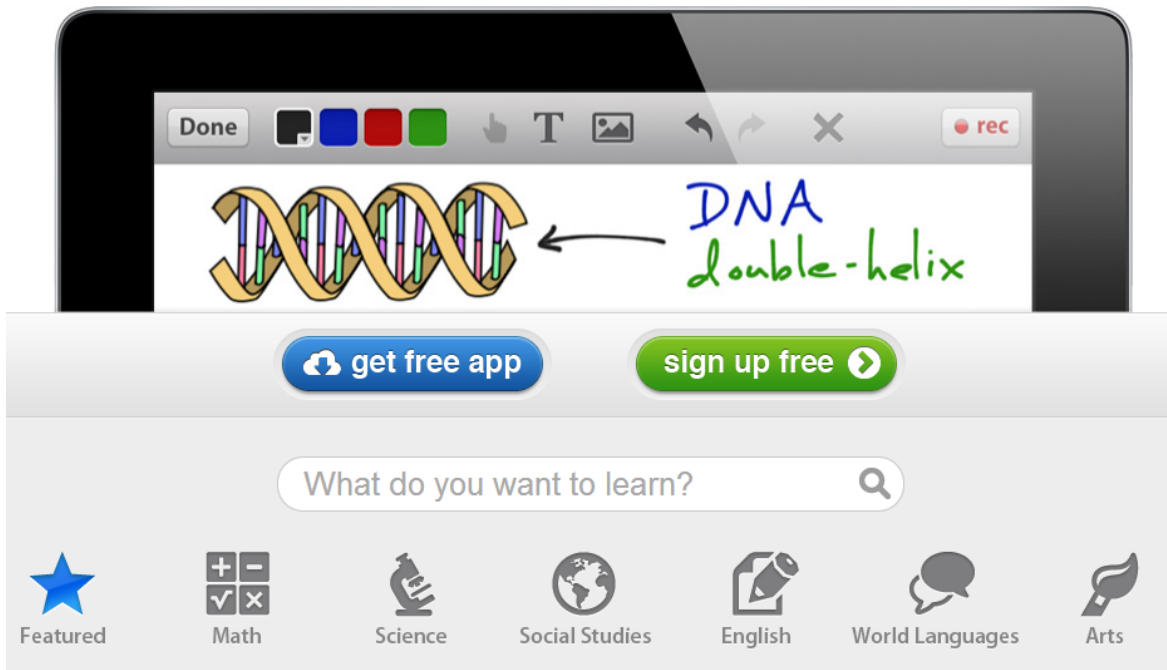 Done T rec
DNA
double-helix
get free app sign up free
What do you want to learn?
Featured Math Science Social Studies English World Languages Arts